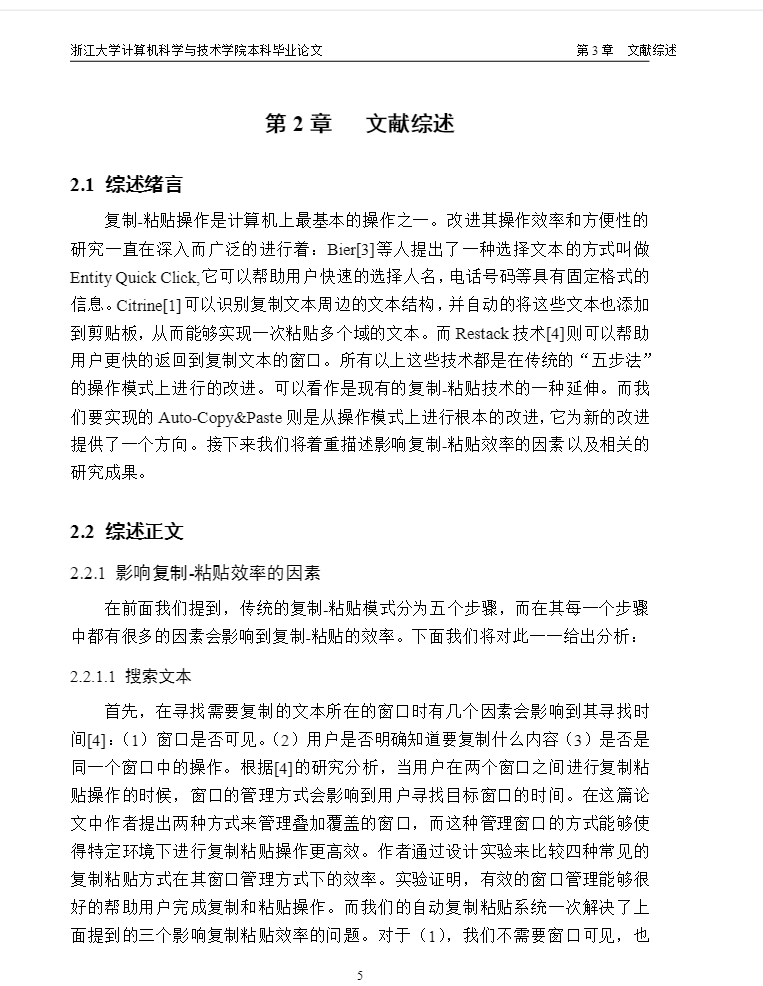 浙江大学计算机科学与技术学院本科毕业论文 第 3 章 文献综述
第 2 章 文献综述
2.1 综述绪言
复制-粘贴操作是计算机上最基本的操作之一。改进其操作效率和方便性的
研究一直在深入而广泛的进行着：Bier[3]等人提出了一种选择文本的方式叫做
Entity Quick Click,它可以帮助用户快速的选择人名，电话号码等具有固定格式的
信息。Citrine[1]可以识别复制文本周边的文本结构，并自动的将这些文本也添加
到剪贴板，从而能够实现一次粘贴多个域的文本。而 Restack 技术[4]则可以帮助
用户更快的返回到复制文本的窗口。所有以上这些技术都是在传统的“五步法”
的操作模式上进行的改进。可以看作是现有的复制-粘贴技术的一种延伸。而我
们要实现的 Auto-Copy&Paste 则是从操作模式上进行根本的改进，它为新的改进
提供了一个方向。接下来我们将着重描述影响复制-粘贴效率的因素以及相关的
研究成果。
2.2 综述正文
2.2.1 影响复制-粘贴效率的因素
在前面我们提到，传统的复制-粘贴模式分为五个步骤，而在其每一个步骤
中都有很多的因素会影响到复制-粘贴的效率。下面我们将对此一一给出分析：
2.2.1.1 搜索文本
首先，在寻找需要复制的文本所在的窗口时有几个因素会影响到其寻找时
间[4]：（1）窗口是否可见。（2）用户是否明确知道要复制什么内容（3）是否是
同一个窗口中的操作。根据[4]的研究分析，当用户在两个窗口之间进行复制粘
贴操作的时候，窗口的管理方式会影响到用户寻找目标窗口的时间。在这篇论
文中作者提出两种方式来管理叠加覆盖的窗口，而这种管理窗口的方式能够使
得特定环境下进行复制粘贴操作更高效。作者通过设计实验来比较四种常见的
复制粘贴方式在其窗口管理方式下的效率。实验证明，有效的窗口管理能够很
好的帮助用户完成复制和粘贴操作。而我们的自动复制粘贴系统一次解决了上
面提到的三个影响复制粘贴效率的问题。对于（1），我们不需要窗口可见，也
5